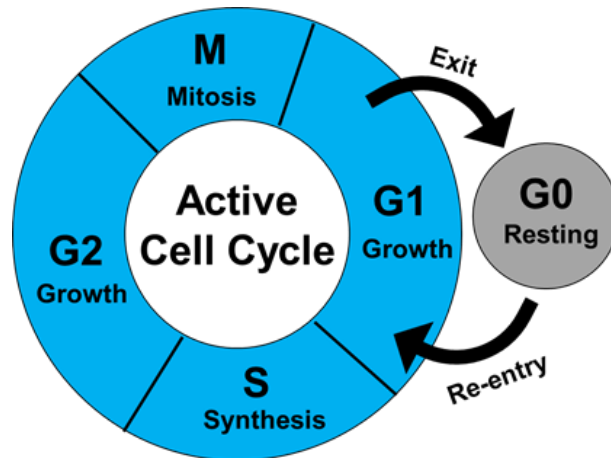 M
Mitosis
Exit
G0
Resting
Active
Cell Cycle
G1
Growth
G2
Growth
Re-entry
S
Synthesis